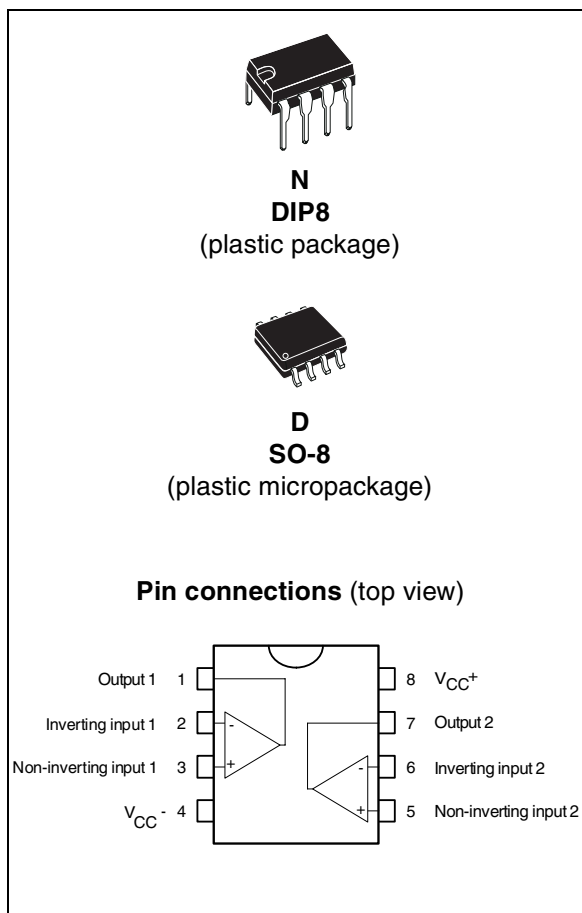 N
DIP8
(plastic package)
D
SO-8
(plastic micropackage)
Pin connections (top view)
Output 1 1
Inverting input 1 2
Non-inverting input 1 3
VCC - 4
8 VCC+
7 Output 2
6 Inverting input 2
5 Non-inverting input 2
-
+
-
+